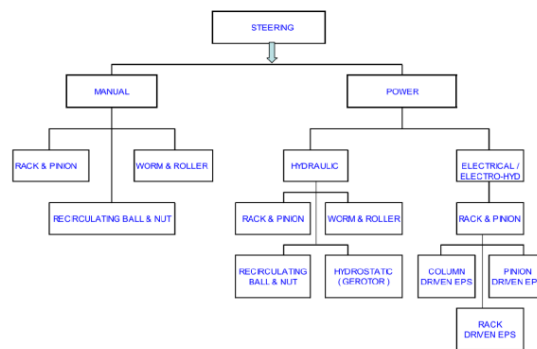 STEERING
MANUAL
POWER
RACK & PINION
WORM & ROLLER
HYDRAULIC
ELECTRICAL /
ELECTRO-HYD
RECIRCULATING BALL & NUT
RACK & PINION
WORM & ROLLER
RACK & PINION
RECIRCULATING
BALL & NUT
HYDROSTATIC
( GEROTOR )
COLUMN
DRIVEN EPS
PINION
DRIVEN EPS
RACK
DRIVEN EPS